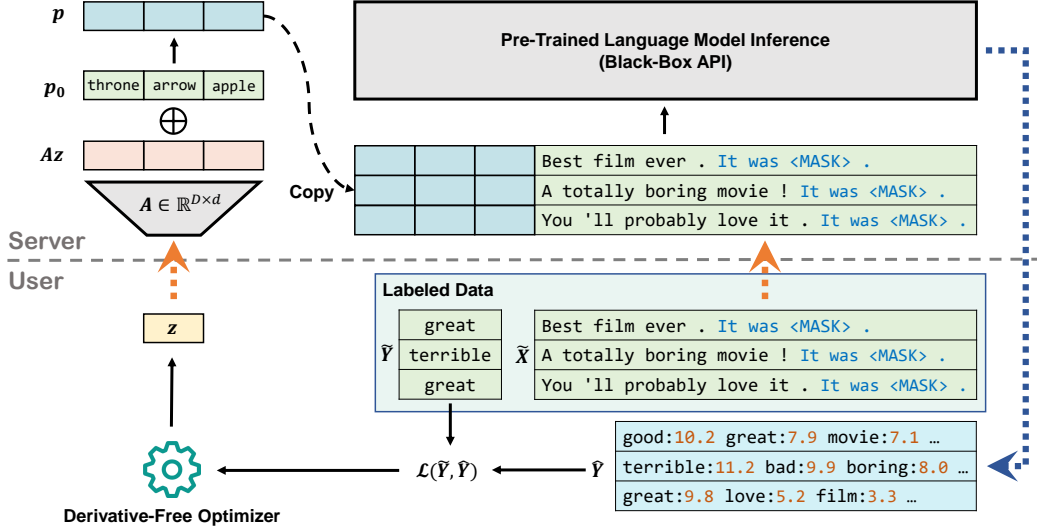 p
Pre-Trained Language Model Inference
(Black-Box API)
p₀ throne arrow apple
⊕
Az
Best film ever . It was <MASK> .
Copy A totally boring movie ! It was <MASK> .
A ∈ ℝ^{D×d}
You 'll probably love it . It was <MASK> .
Server
User
Labeled Data
z
Ỹ great
terrible
great
X̃ Best film ever . It was <MASK> .
A totally boring movie ! It was <MASK> .
You 'll probably love it . It was <MASK> .
good:10.2 great:7.9 movie:7.1 …
ℒ(Ỹ, Ŷ) Ŷ terrible:11.2 bad:9.9 boring:8.0 …
great:9.8 love:5.2 film:3.3 …
Derivative-Free Optimizer